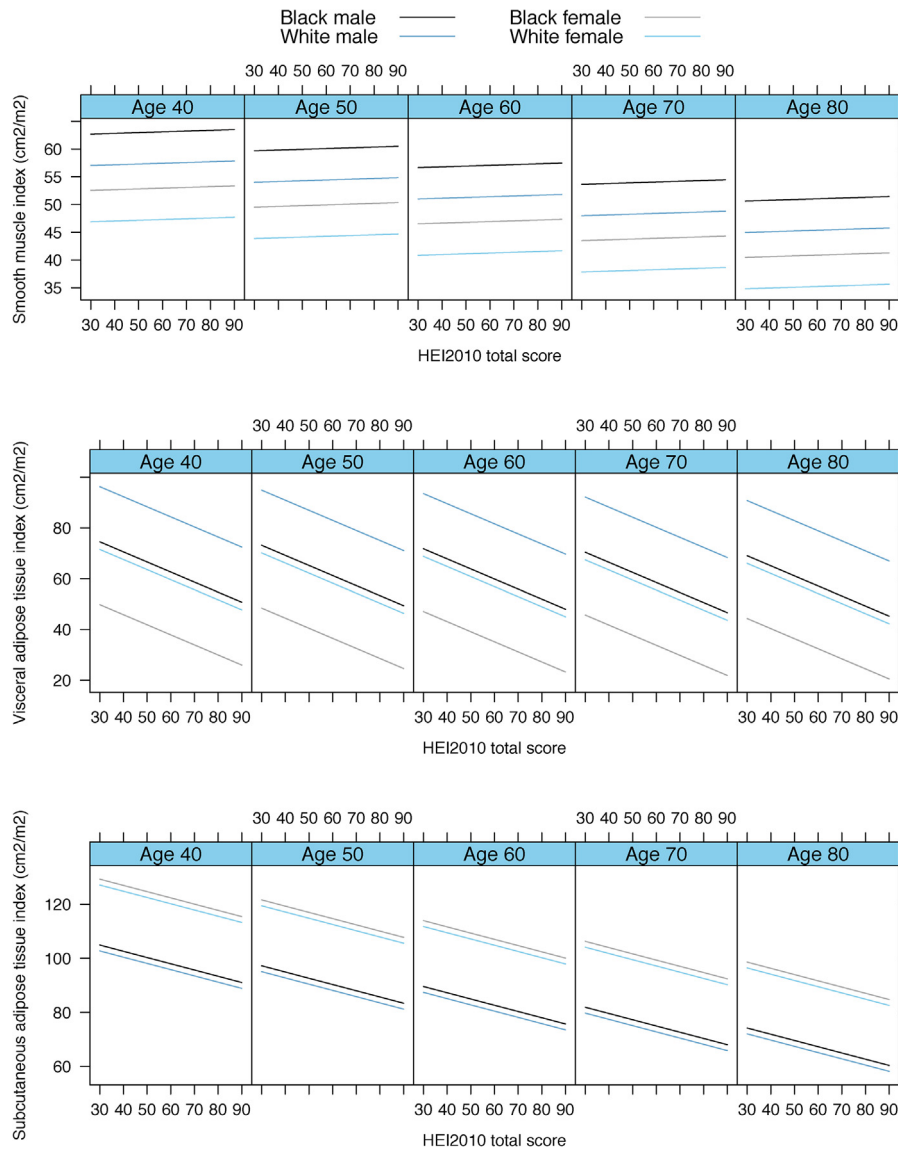 Black male Black female
White male White female
30 40 50 60 70 80 90 30 40 50 60 70 80 90
Age 40 Age 50 Age 60 Age 70 Age 80
Smooth muscle index (cm2/m2)
60
55
50
45
40
35
30 40 50 60 70 80 90 30 40 50 60 70 80 90 30 40 50 60 70 80 90
HEI2010 total score
30 40 50 60 70 80 90 30 40 50 60 70 80 90
Age 40 Age 50 Age 60 Age 70 Age 80
Visceral adipose tissue index (cm2/m2)
80
60
40
20
30 40 50 60 70 80 90 30 40 50 60 70 80 90 30 40 50 60 70 80 90
HEI2010 total score
30 40 50 60 70 80 90 30 40 50 60 70 80 90
Age 40 Age 50 Age 60 Age 70 Age 80
Subcutaneous adipose tissue index (cm2/m2)
120
100
80
60
30 40 50 60 70 80 90 30 40 50 60 70 80 90 30 40 50 60 70 80 90
HEI2010 total score